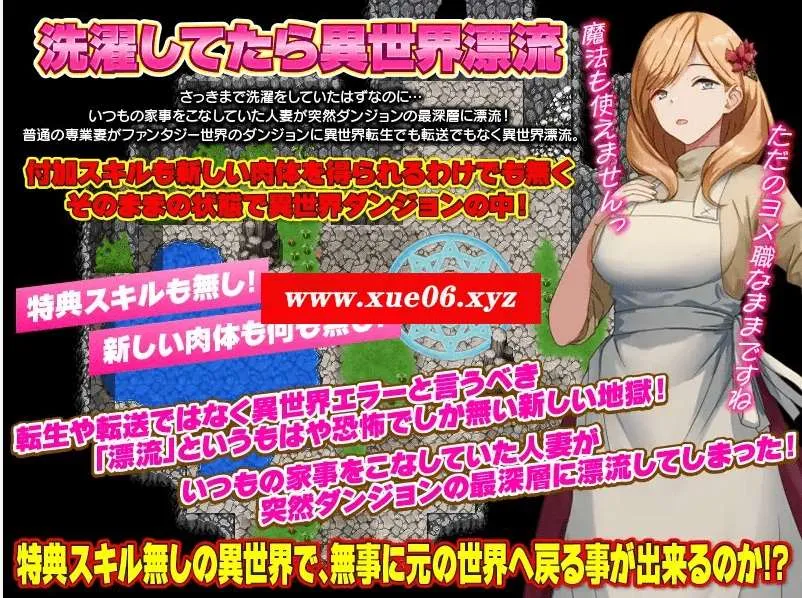 洗濯してたら異世界漂流
さっきまで洗濯をしていたはずなのに…
いつもの家事をこなしていた人妻が突然ダンジョンの最深層に漂流!
普通の専業妻がファンタジー世界のダンジョンに異世界転生でも転送でもなく異世界漂流。
付加スキルも新しい肉体を得られるわけでも無く
そのままの状態で異世界ダンジョンの中!
魔法も使えませんっ
ただのヨメ職なままですね
特典スキルも無し!
www.xue06.xyz
新しい肉体も何も無し!
転生や転送ではなく異世界エラーと言うべき
「漂流」というもはや恐怖でしか無い新しい地獄!
いつもの家事をこなしていた人妻が
突然ダンジョンの最深層に漂流してしまった!
特典スキル無しの異世界で、無事に元の世界へ戻る事が出来るのか!?